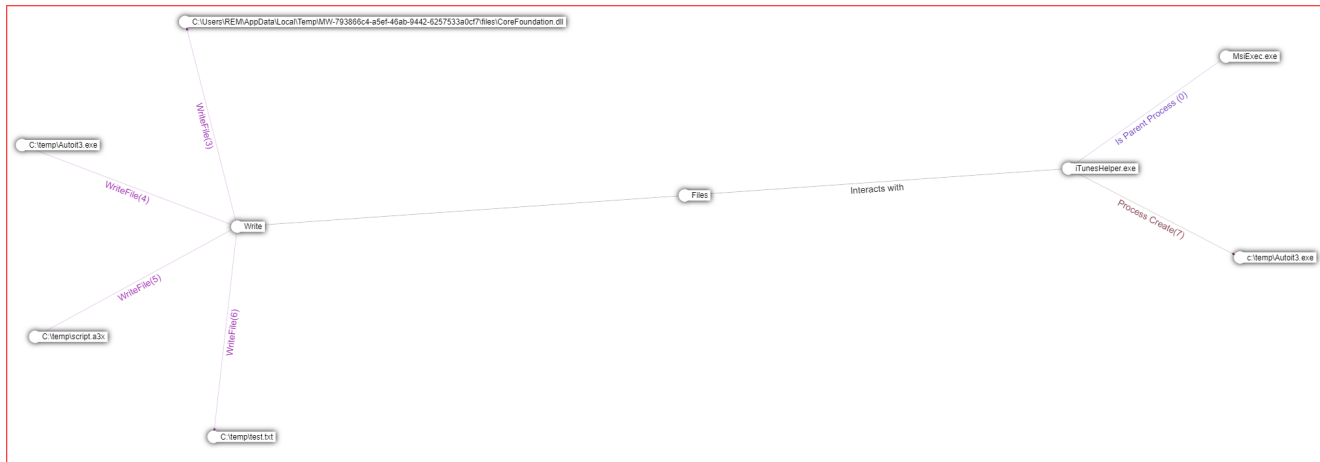 C:\Users\REM\AppData\Local\Temp\MW-793866c4-a5ef-46ab-9442-6257533a0cf7\files\CoreFoundation.dll
MsiExec.exe
WriteFile(3)
Is Parent Process (0)
C:\temp\Autoit3.exe
iTunesHelper.exe
WriteFile(4)
Files
Interacts with
Process Create(7)
Write
c:\temp\Autoit3.exe
WriteFile(5)
WriteFile(6)
C:\temp\script.a3x
C:\temp\test.txt